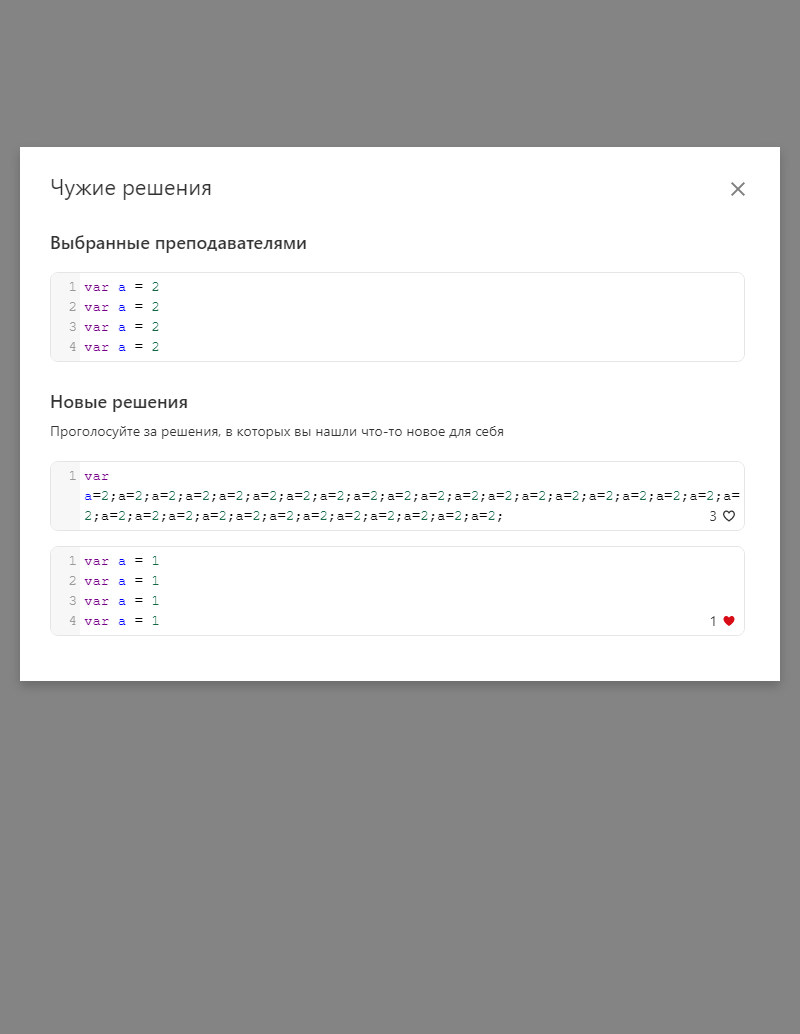 Чужие решения
Выбранные преподавателями
1 var a = 2
2 var a = 2
3 var a = 2
4 var a = 2
Новые решения
Проголосуйте за решения, в которых вы нашли что-то новое для себя
1 var
a=2;a=2;a=2;a=2;a=2;a=2;a=2;a=2;a=2;a=2;a=2;a=2;a=2;a=2;a=2;a=2;a=2;a=2;a=2;a=
2;a=2;a=2;a=2;a=2;a=2;a=2;a=2;a=2;a=2;a=2;a=2;a=2;
3
1 var a = 1
2 var a = 1
3 var a = 1
4 var a = 1
1